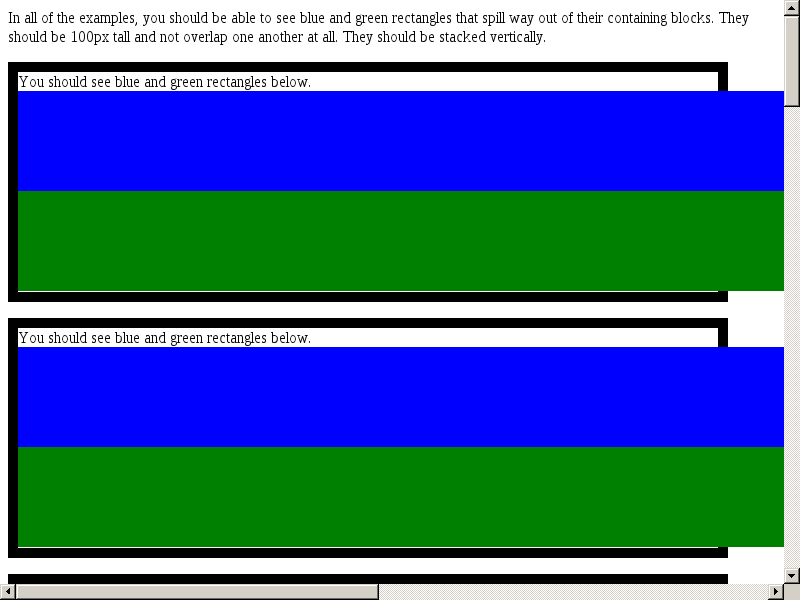 In all of the examples, you should be able to see blue and green rectangles that spill way out of their containing blocks. They
should be 100px tall and not overlap one another at all. They should be stacked vertically.
You should see blue and green rectangles below.
You should see blue and green rectangles below.